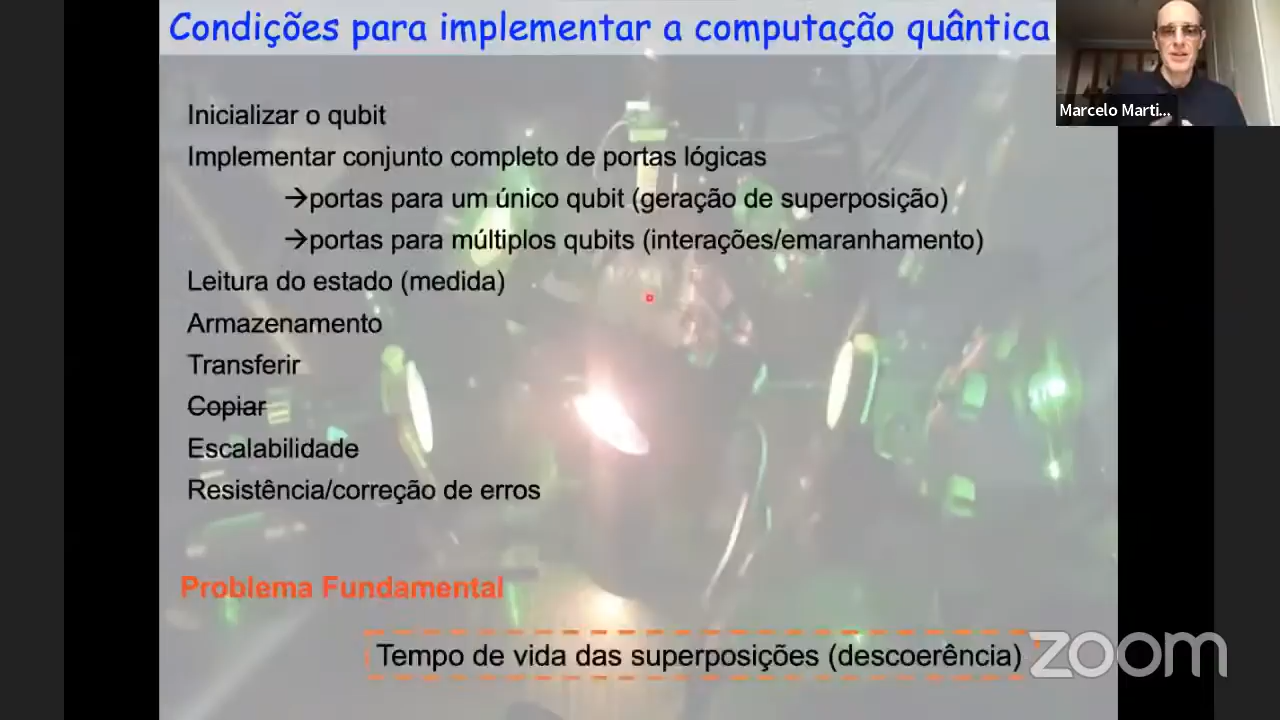 Condições para implementar a computação quântica
Marcelo Marti...
Inicializar o qubit
Implementar conjunto completo de portas lógicas
→portas para um único qubit (geração de superposição)
→portas para múltiplos qubits (interações/emaranhamento)
Leitura do estado (medida)
Armazenamento
Transferir
Copiar
Escalabilidade
Resistência/correção de erros
Problema Fundamental
Tempo de vida das superposições (descoerência)
zoom